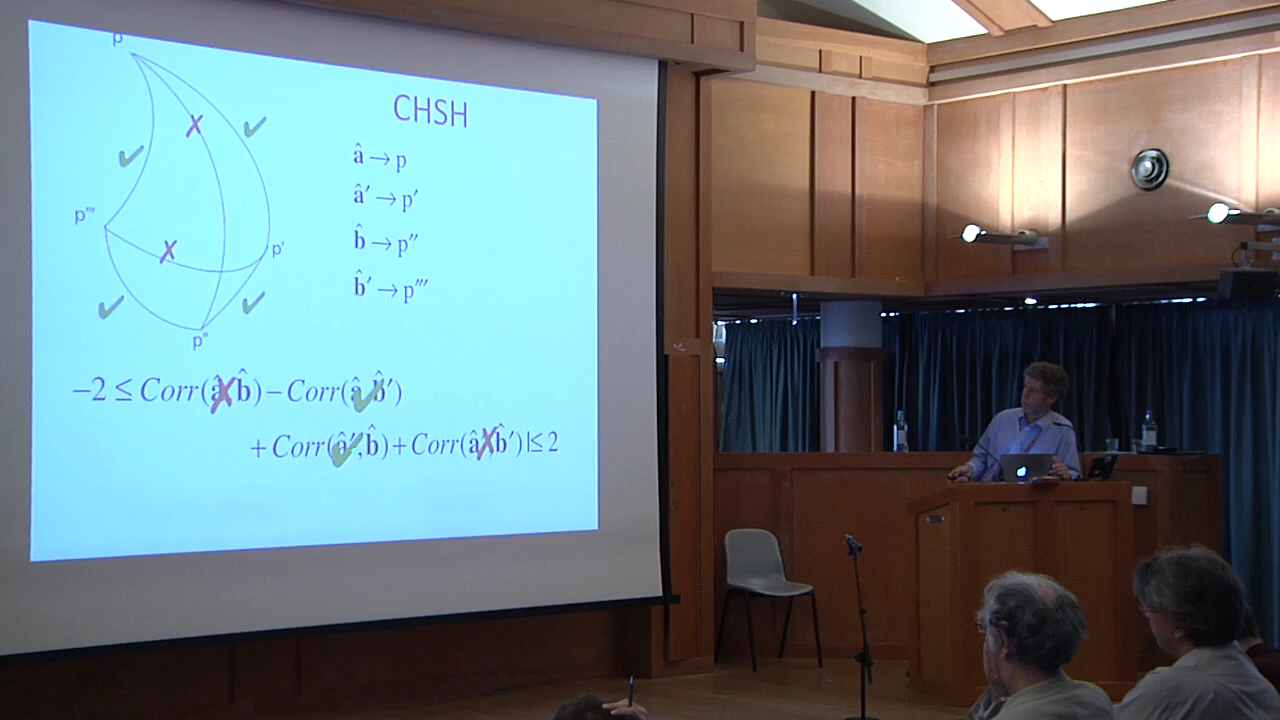 CHSH
p
p'''
p'
p''
â → p
â′ → p′
b̂ → p″
b̂′ → p‴
−2 ≤ Corr(â, b̂) − Corr(â, b̂′)
+ Corr(â′, b̂) + Corr(â′, b̂′)|≤ 2